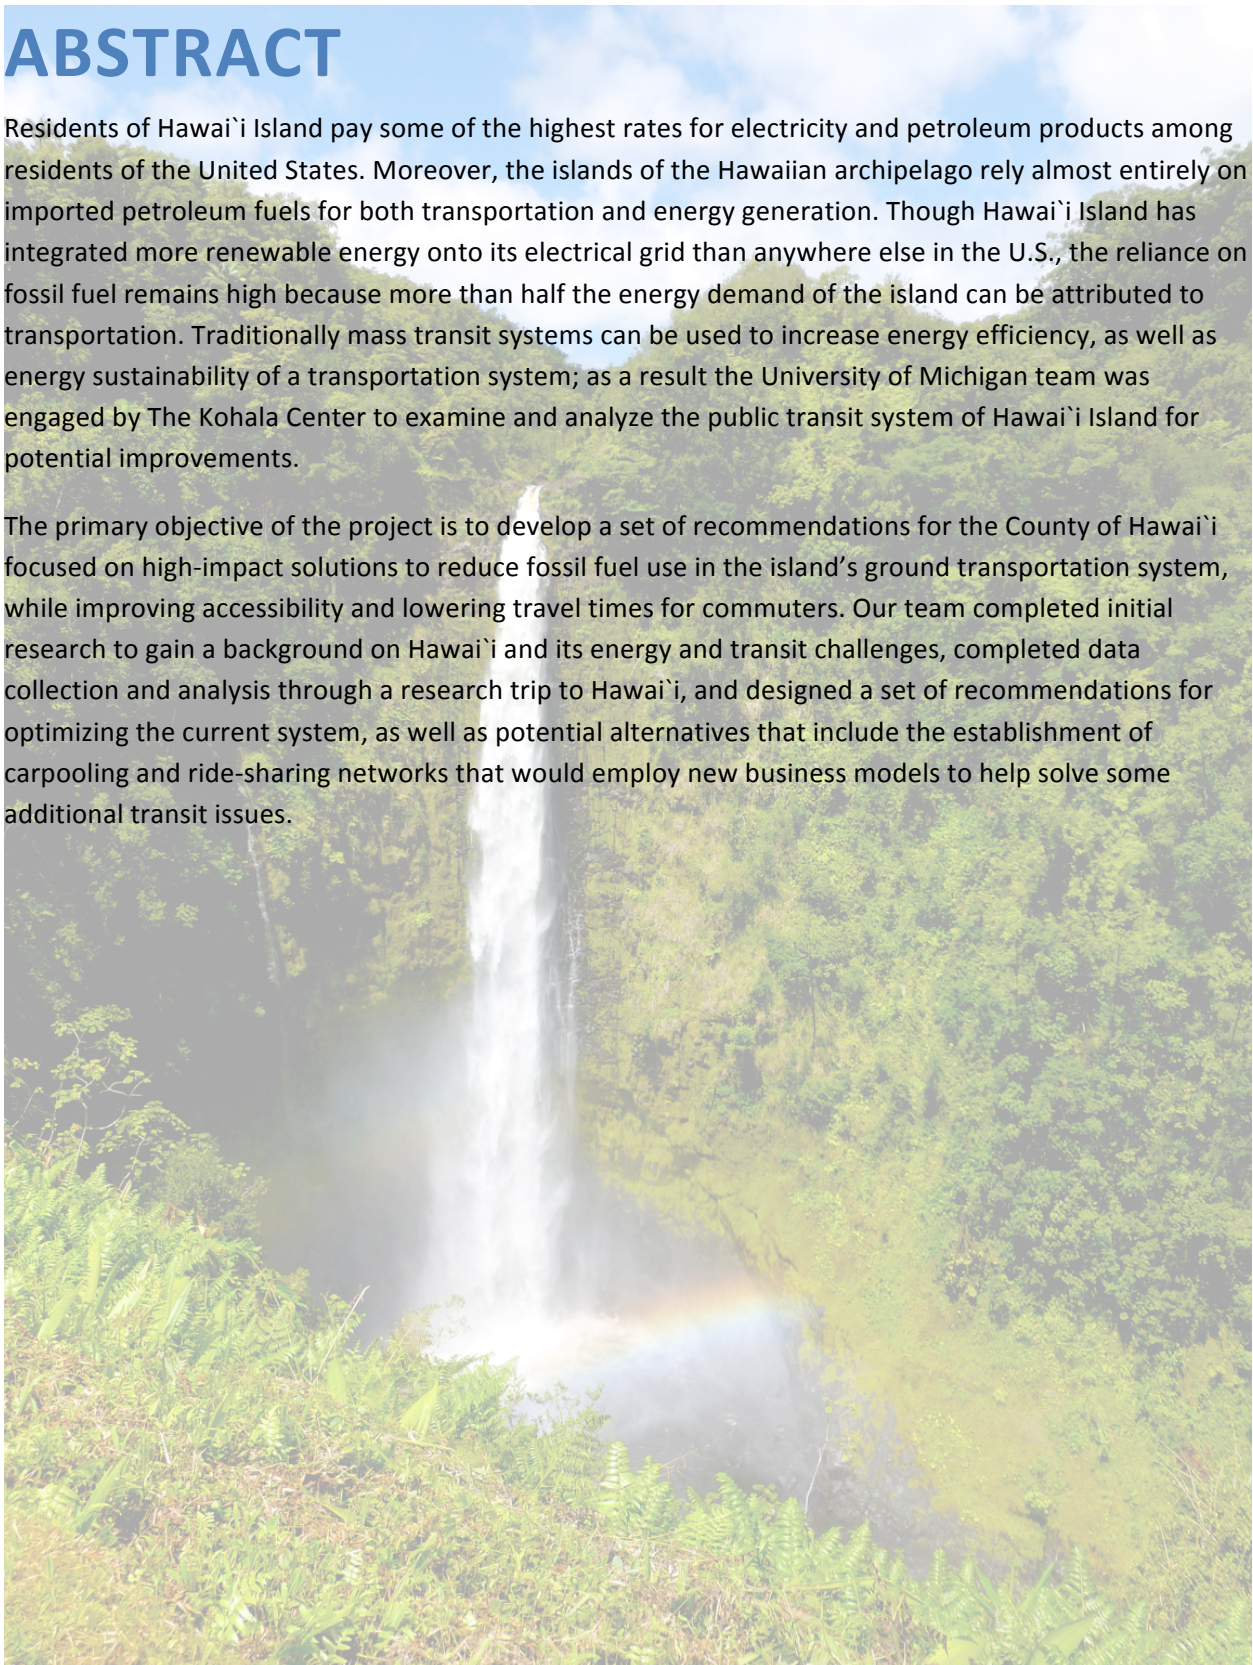 ABSTRACT
Residents of Hawai`i Island pay some of the highest rates for electricity and petroleum products among
residents of the United States. Moreover, the islands of the Hawaiian archipelago rely almost entirely on
imported petroleum fuels for both transportation and energy generation. Though Hawai`i Island has
integrated more renewable energy onto its electrical grid than anywhere else in the U.S., the reliance on
fossil fuel remains high because more than half the energy demand of the island can be attributed to
transportation. Traditionally mass transit systems can be used to increase energy efficiency, as well as
energy sustainability of a transportation system; as a result the University of Michigan team was
engaged by The Kohala Center to examine and analyze the public transit system of Hawai`i Island for
potential improvements.
The primary objective of the project is to develop a set of recommendations for the County of Hawai`i
focused on high-impact solutions to reduce fossil fuel use in the island’s ground transportation system,
while improving accessibility and lowering travel times for commuters. Our team completed initial
research to gain a background on Hawai`i and its energy and transit challenges, completed data
collection and analysis through a research trip to Hawai`i, and designed a set of recommendations for
optimizing the current system, as well as potential alternatives that include the establishment of
carpooling and ride-sharing networks that would employ new business models to help solve some
additional transit issues.